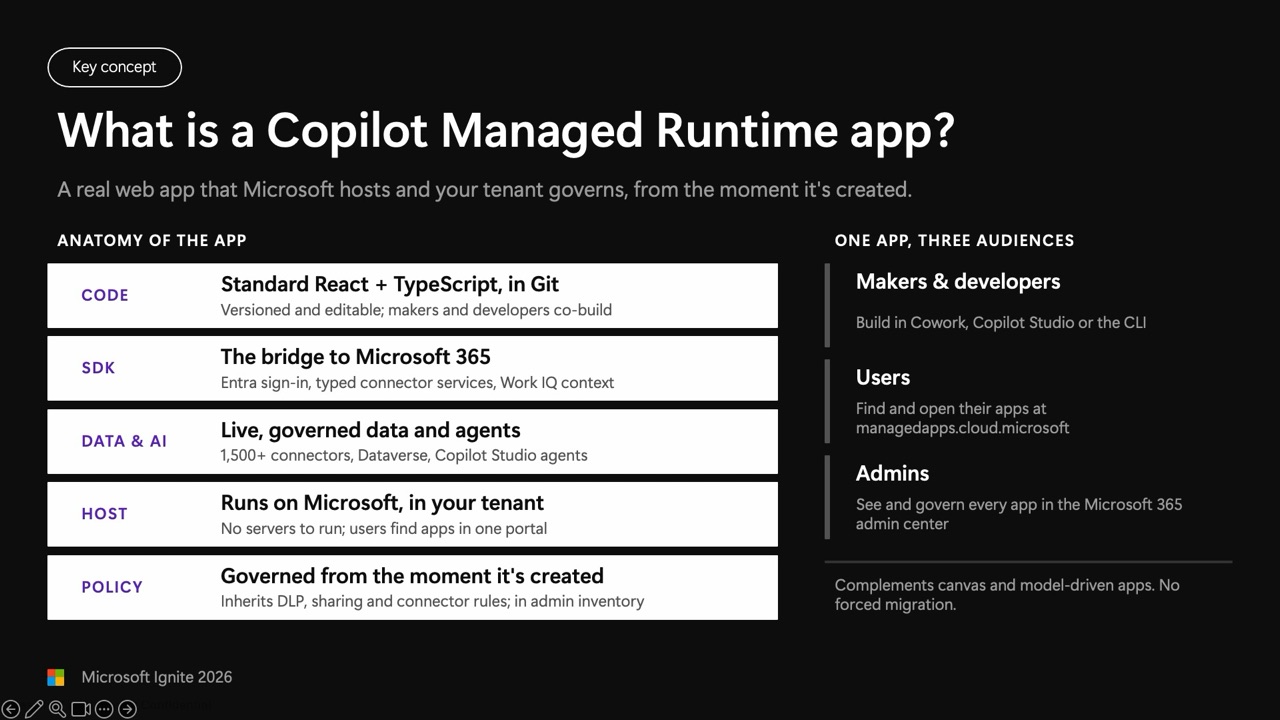 Key concept
What is a Copilot Managed Runtime app?
A real web app that Microsoft hosts and your tenant governs, from the moment it's created.
ANATOMY OF THE APP
CODE
Standard React + TypeScript, in Git
Versioned and editable; makers and developers co-build
SDK
The bridge to Microsoft 365
Entra sign-in, typed connector services, Work IQ context
DATA & AI
Live, governed data and agents
1,500+ connectors, Dataverse, Copilot Studio agents
HOST
Runs on Microsoft, in your tenant
No servers to run; users find apps in one portal
POLICY
Governed from the moment it's created
Inherits DLP, sharing and connector rules; in admin inventory
ONE APP, THREE AUDIENCES
Makers & developers
Build in Cowork, Copilot Studio or the CLI
Users
Find and open their apps at
managedapps.cloud.microsoft
Admins
See and govern every app in the Microsoft 365
admin center
Complements canvas and model-driven apps. No
forced migration.
Microsoft Ignite 2026